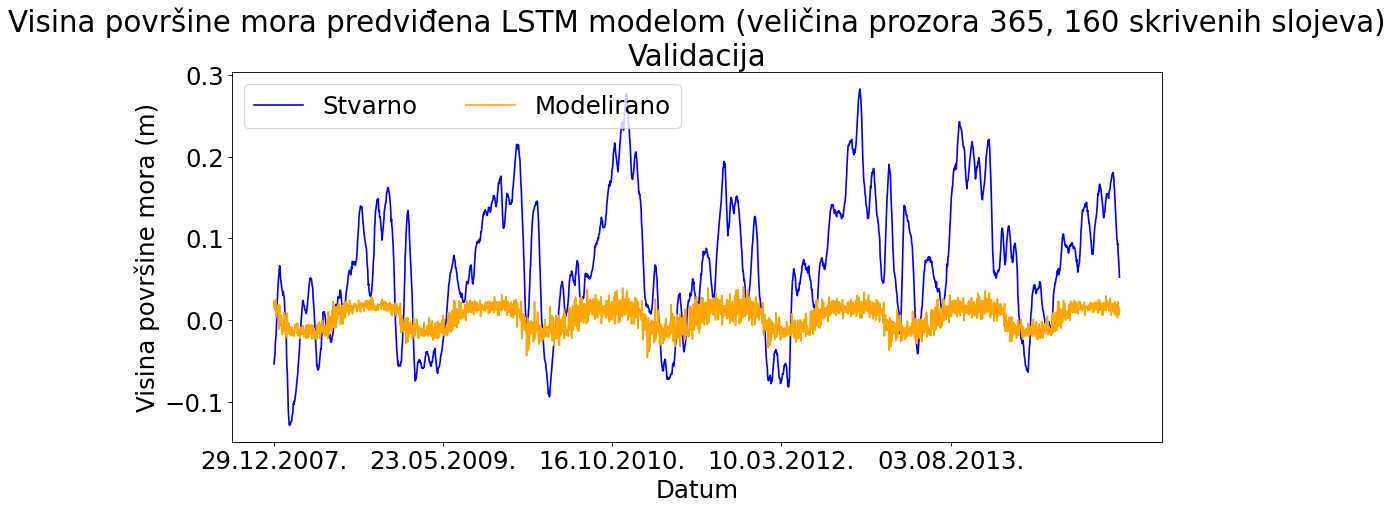 Visina površine mora predviđena LSTM modelom (veličina prozora 365, 160 skrivenih slojeva)
Validacija
Stvarno
Modelirano
Visina površine mora (m)
0.3
0.2
0.1
0.0
−0.1
29.12.2007.
23.05.2009.
16.10.2010.
10.03.2012.
03.08.2013.
Datum